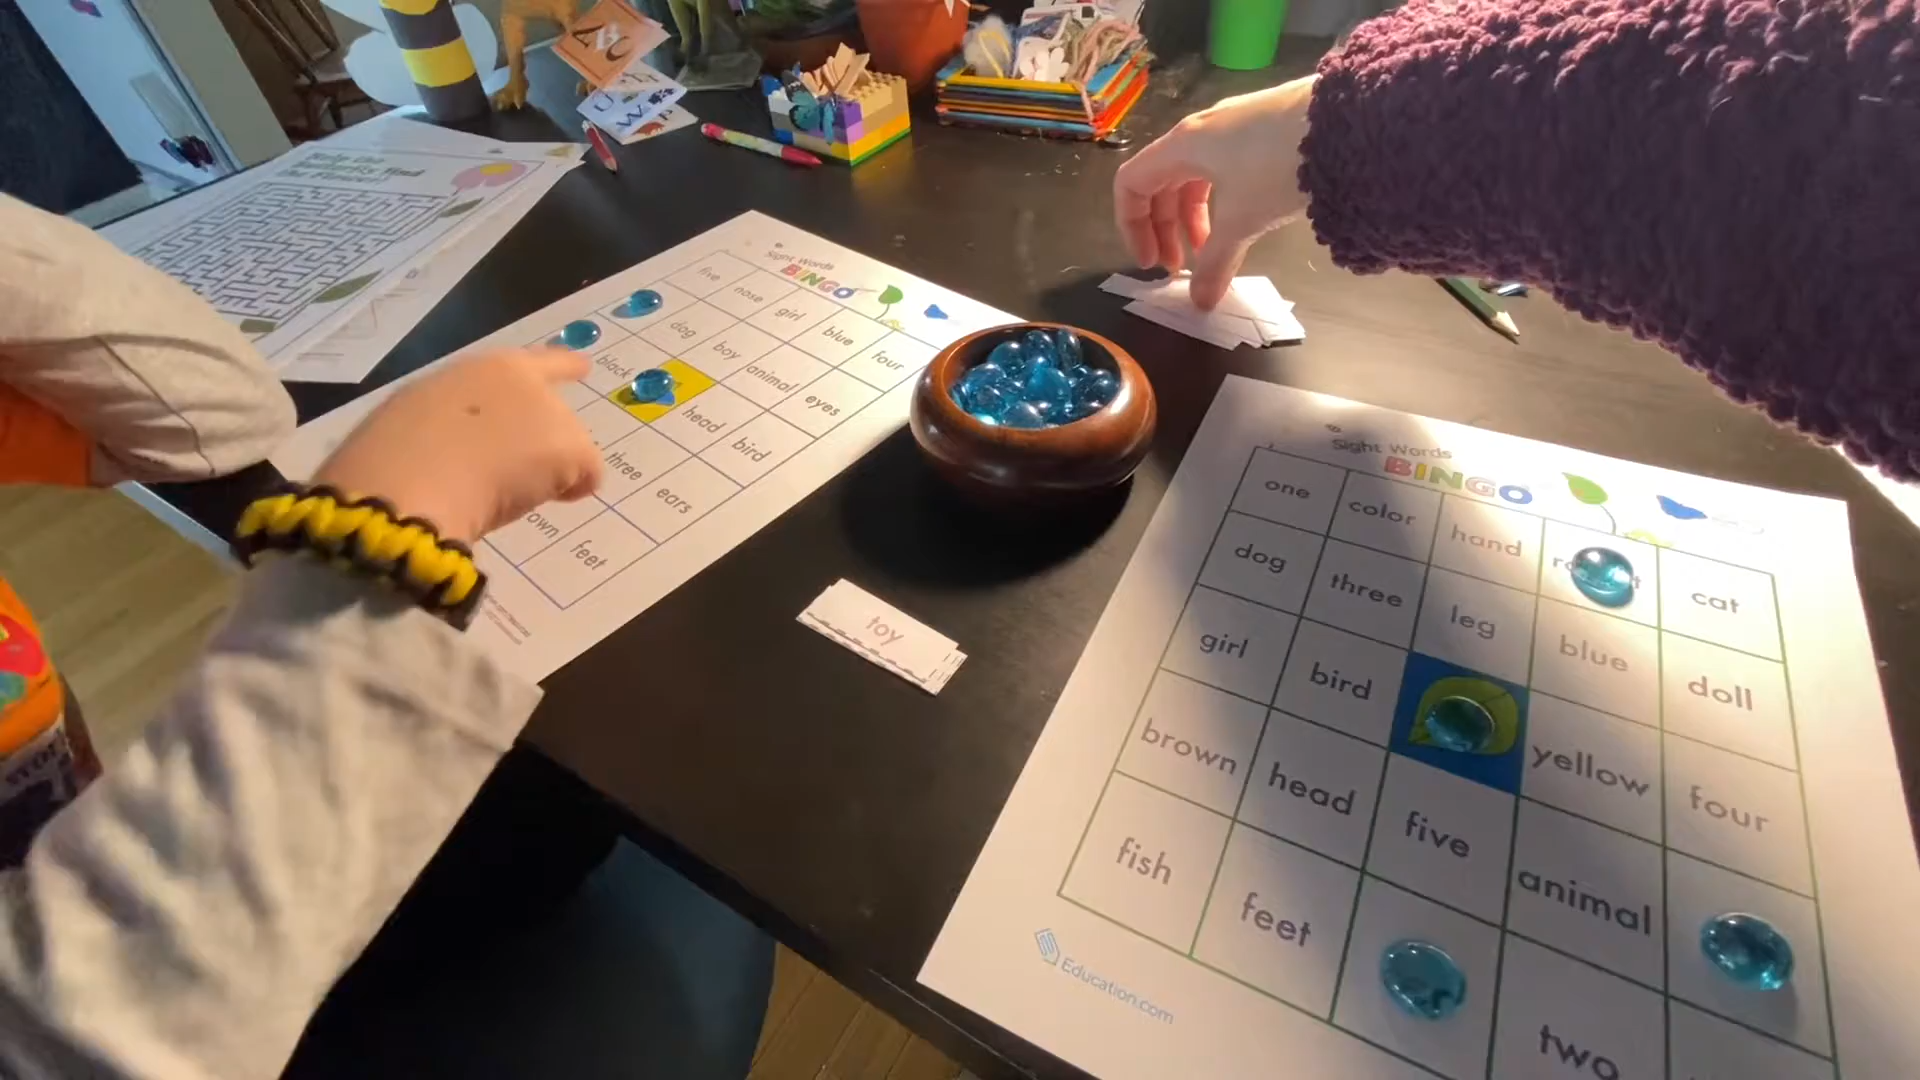 Sight Words
BINGO
five nose girl blue four
dog boy animal eyes
black head bird
three ears
feet
toy
Sight Words
BINGO
one color hand cat
dog three leg blue doll
girl bird yellow four
brown head five animal
fish feet two
Education.com